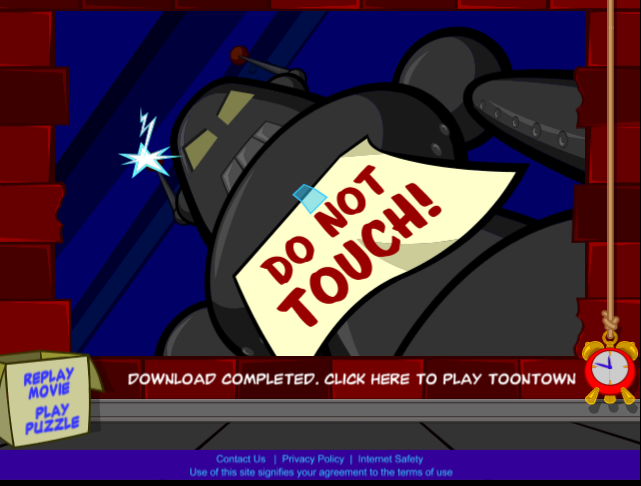 DO NOT
TOUCH!
REPLAY
MOVIE
PLAY
PUZZLE
DOWNLOAD COMPLETED. CLICK HERE TO PLAY TOONTOWN
Contact Us | Privacy Policy | Internet Safety
Use of this site signifies your agreement to the terms of use